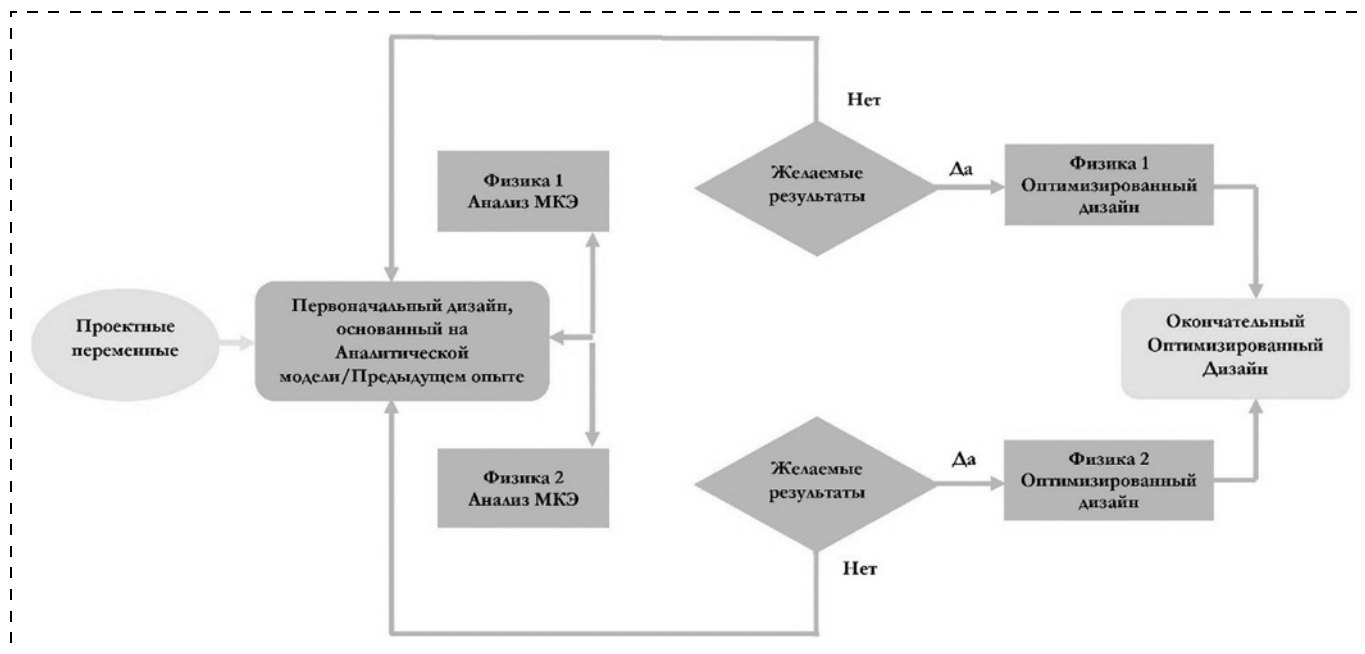 Проектные
переменные
Первоначальный дизайн,
основанный на
Аналитической
модели/Предыдущем опыте
Физика 1
Анализ МКЭ
Физика 2
Анализ МКЭ
Нет
Желаемые
результаты
Да
Физика 1
Оптимизированный
дизайн
Желаемые
результаты
Да
Физика 2
Оптимизированный
дизайн
Нет
Окончательный
Оптимизированный
Дизайн